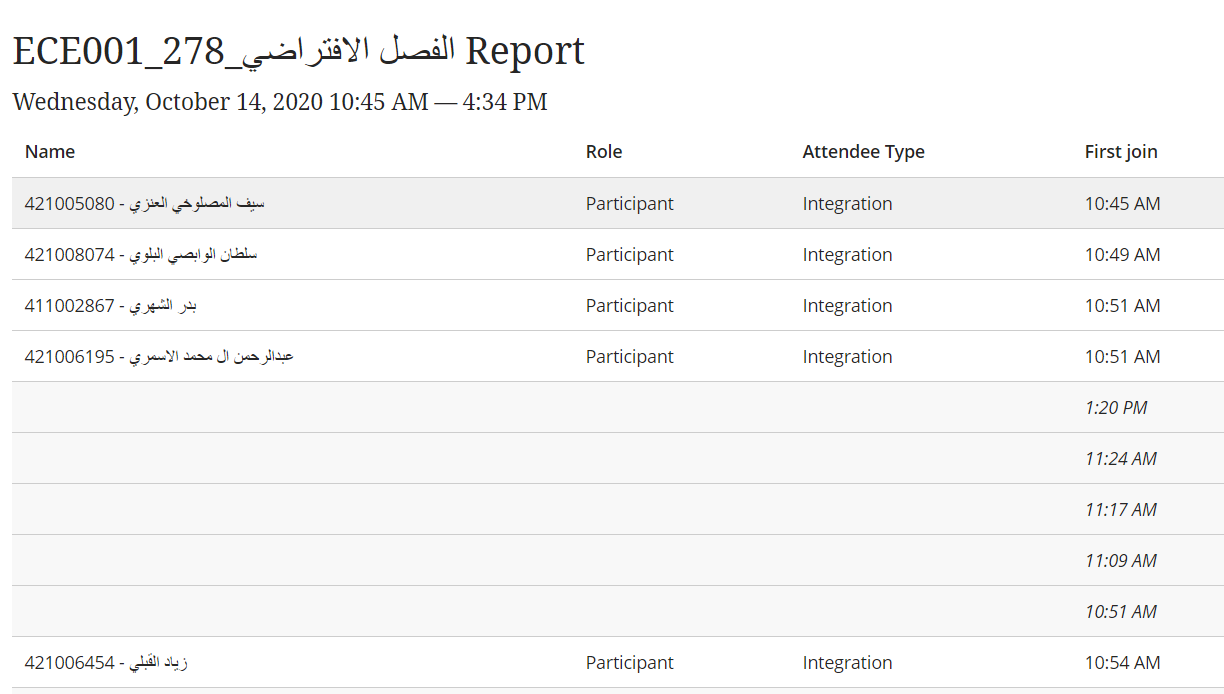 ECE001_278_الفصل الافتراضي Report
Wednesday, October 14, 2020 10:45 AM — 4:34 PM
Name Role Attendee Type First join
421005080 - سيف المصلوخي العنزي Participant Integration 10:45 AM
421008074 - سلطان الوابصي البلوي Participant Integration 10:49 AM
411002867 - بدر الشهري Participant Integration 10:51 AM
421006195 - عبدالرحمن ال محمد الاسمري Participant Integration 10:51 AM
1:20 PM
11:24 AM
11:17 AM
11:09 AM
10:51 AM
421006454 - زياد القبلي Participant Integration 10:54 AM